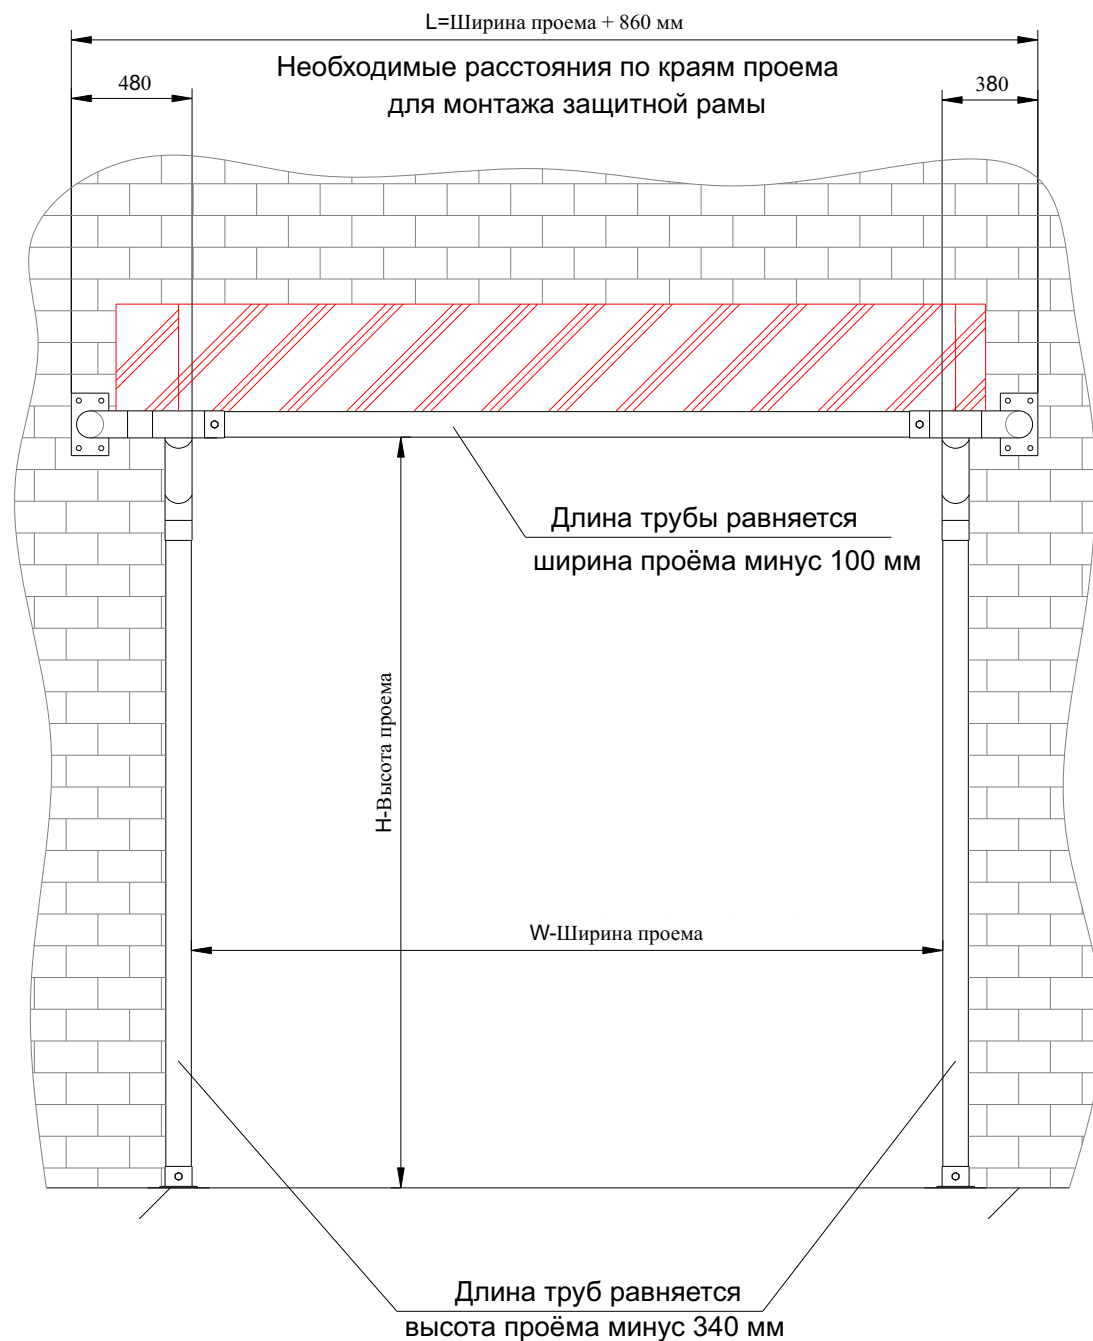 L=Ширина проема + 860 мм
Необходимые расстояния по краям проема
для монтажа защитной рамы
480
380
Длина трубы равняется
ширина проёма минус 100 мм
H-Высота проема
W-Ширина проема
Длина труб равняется
высота проёма минус 340 мм